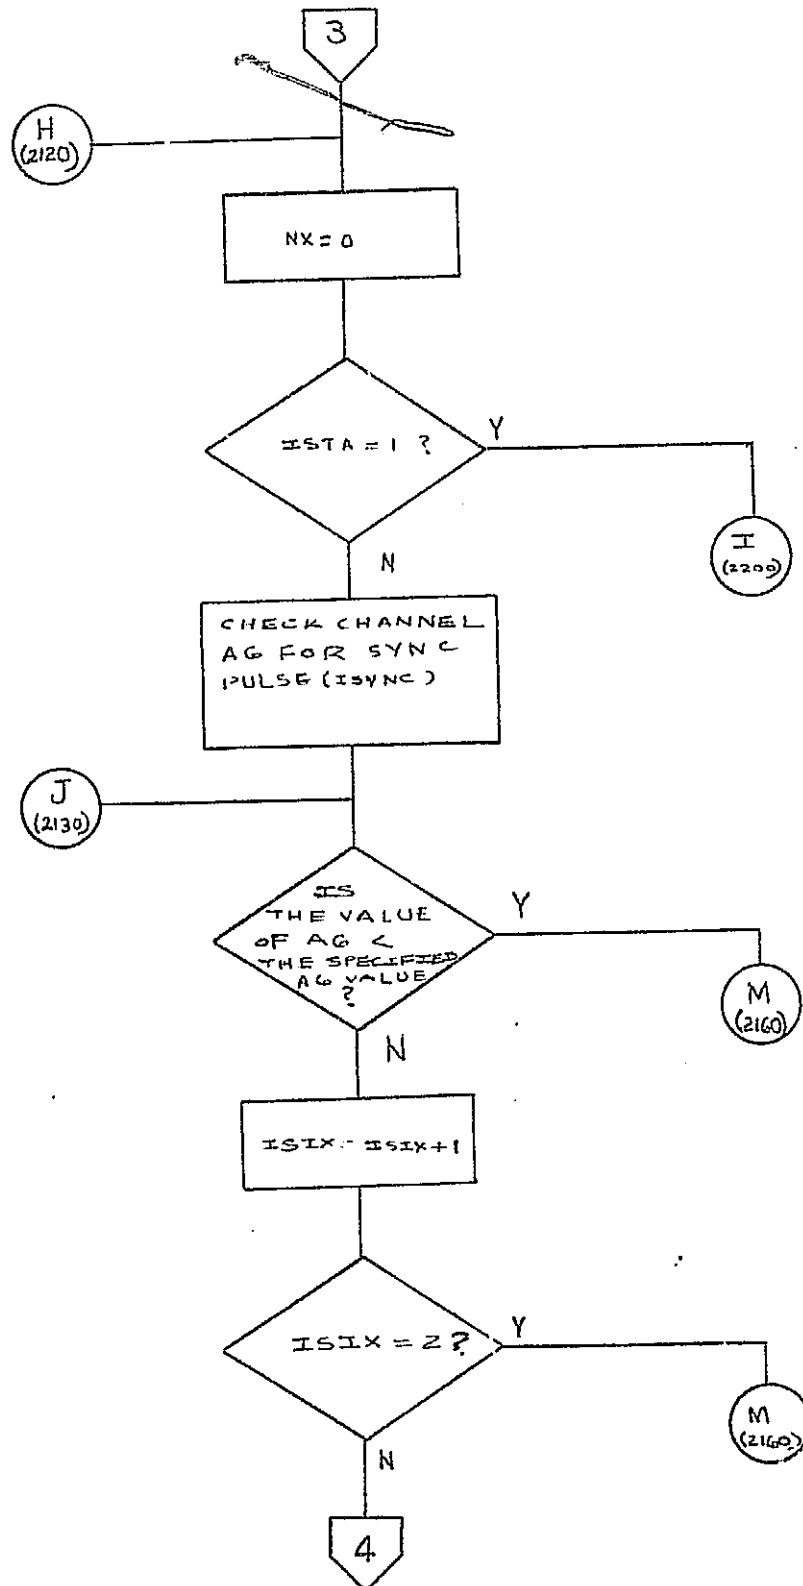 3
H
(2120)
NX = 0
ISTA = 1 ?
Y
I
(2200)
N
CHECK CHANNEL
AG FOR SYNC
PULSE (ISYNC)
J
(2130)
IS
THE VALUE
OF AG <
THE SPECIFIED
AG VALUE
?
Y
M
(2160)
N
ISIX = ISIX+1
ISIX = 2 ?
Y
M
(2160)
N
4